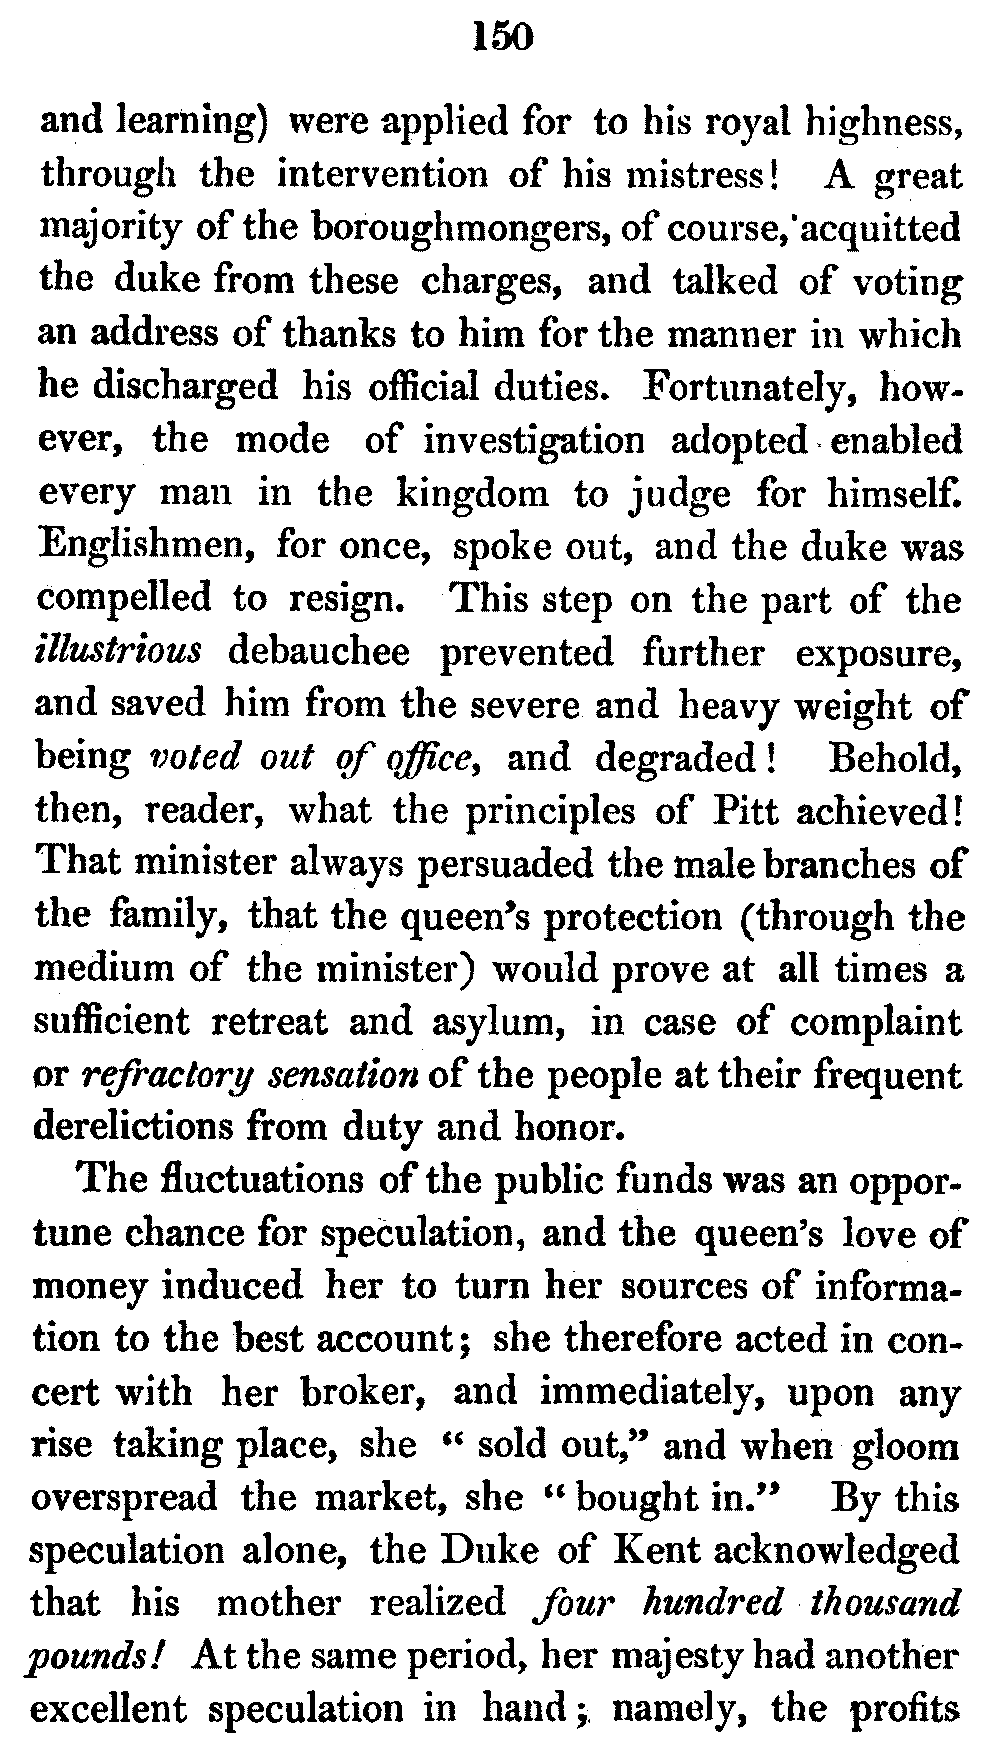 150
and learning) were applied for to his royal highness,
through the intervention of his mistress! A great
majority of the boroughmongers, of course, acquitted
the duke from these charges, and talked of voting
an address of thanks to him for the manner in which
he discharged his official duties. Fortunately, how-
ever, the mode of investigation adopted enabled
every man in the kingdom to judge for himself.
Englishmen, for once, spoke out, and the duke was
compelled to resign. This step on the part of the
illustrious debauchee prevented further exposure,
and saved him from the severe and heavy weight of
being voted out of office, and degraded! Behold,
then, reader, what the principles of Pitt achieved!
That minister always persuaded the male branches of
the family, that the queen's protection (through the
medium of the minister) would prove at all times a
sufficient retreat and asylum, in case of complaint
or refractory sensation of the people at their frequent
derelictions from duty and honor.
The fluctuations of the public funds was an oppor-
tune chance for speculation, and the queen's love of
money induced her to turn her sources of informa-
tion to the best account; she therefore acted in con-
cert with her broker, and immediately, upon any
rise taking place, she " sold out," and when gloom
overspread the market, she " bought in." By this
speculation alone, the Duke of Kent acknowledged
that his mother realized four hundred thousand
pounds! At the same period, her majesty had another
excellent speculation in hand; namely, the profits